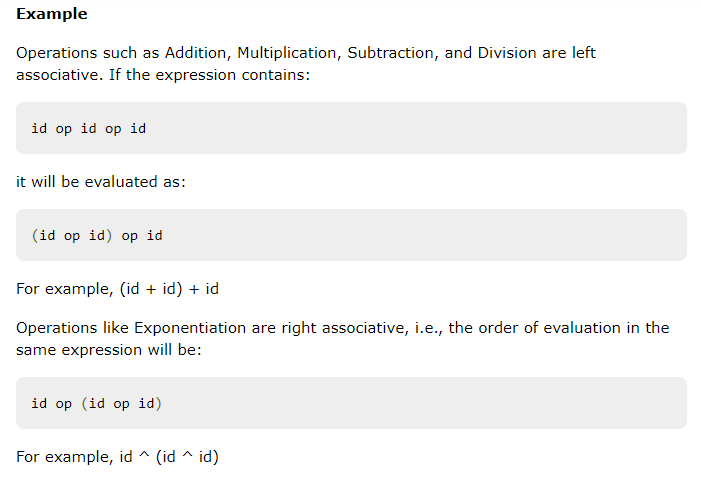 Example
Operations such as Addition, Multiplication, Subtraction, and Division are left
associative. If the expression contains:
id op id op id
it will be evaluated as:
(id op id) op id
For example, (id + id) + id
Operations like Exponentiation are right associative, i.e., the order of evaluation in the
same expression will be:
id op (id op id)
For example, id ^ (id ^ id)